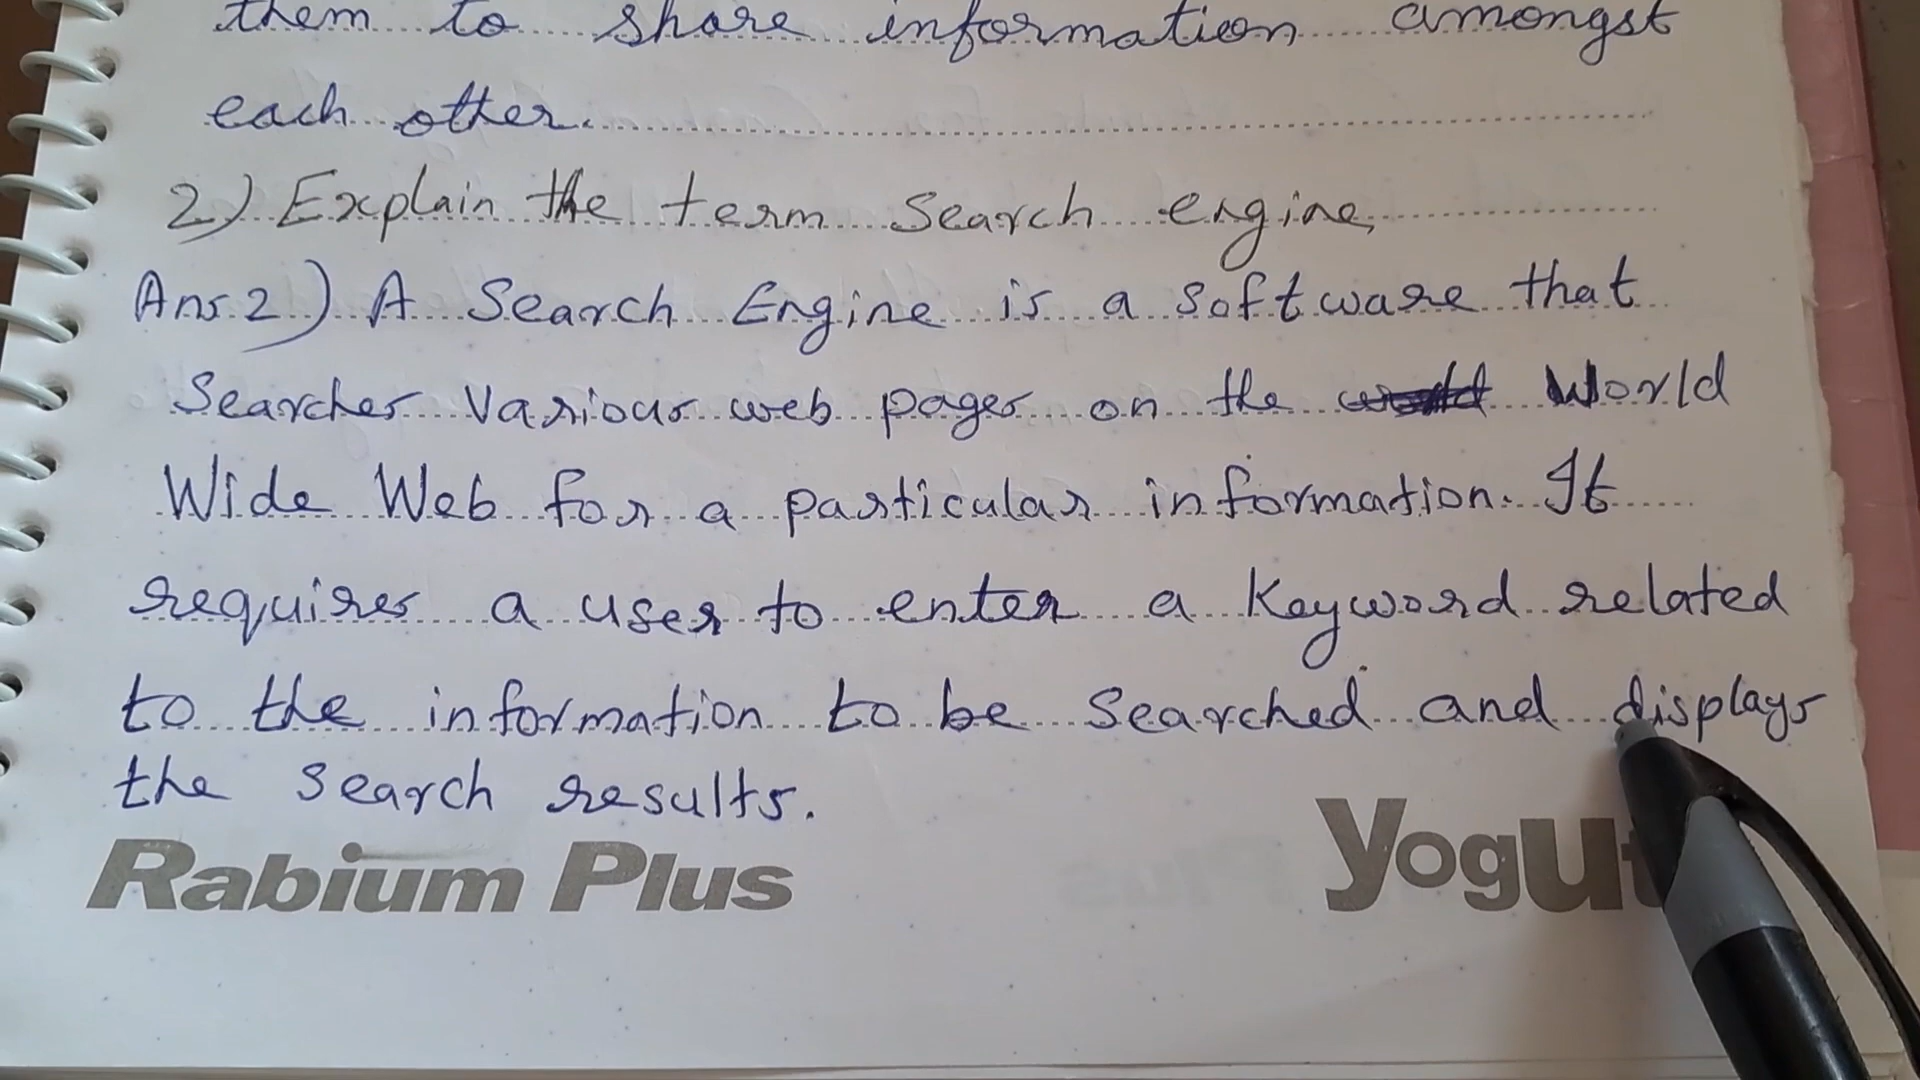 them to share information amongst
each other.
2) Explain the term Search engine.
Ans 2) A Search Engine is a software that
Searches Various web pages on the World
Wide Web for a particular information. It
requires a user to enter a Keyword related
to the information to be Searched and displays
the Search results.
Rabium Plus
Yogut